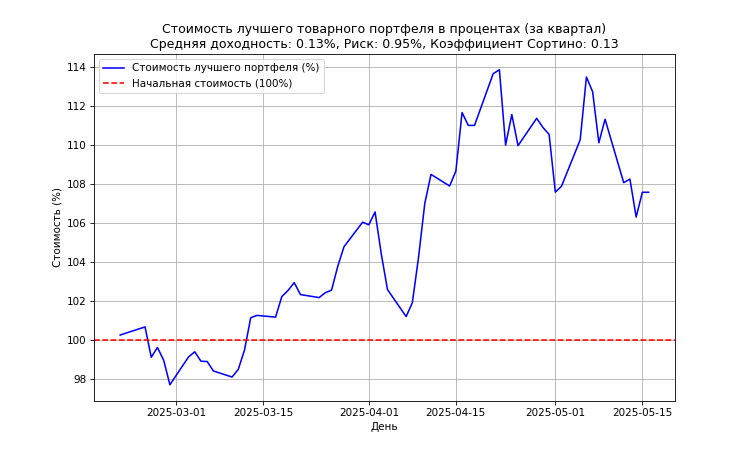 Стоимость лучшего товарного портфеля в процентах (за квартал)
Средняя доходность: 0.13%, Риск: 0.95%, Коэффициент Сортино: 0.13
Стоимость лучшего портфеля (%)
Начальная стоимость (100%)
Стоимость (%)
114
112
110
108
106
104
102
100
98
2025-03-01
2025-03-15
2025-04-01
2025-04-15
2025-05-01
2025-05-15
День